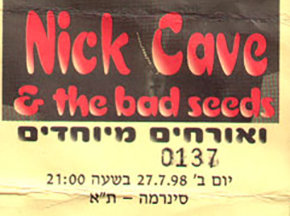 Nick Cave
& the bad seeds
ואורחים מיוחדים
0137
יום ב' 27.7.98 בשעה 21:00
סינרמה – ת"א